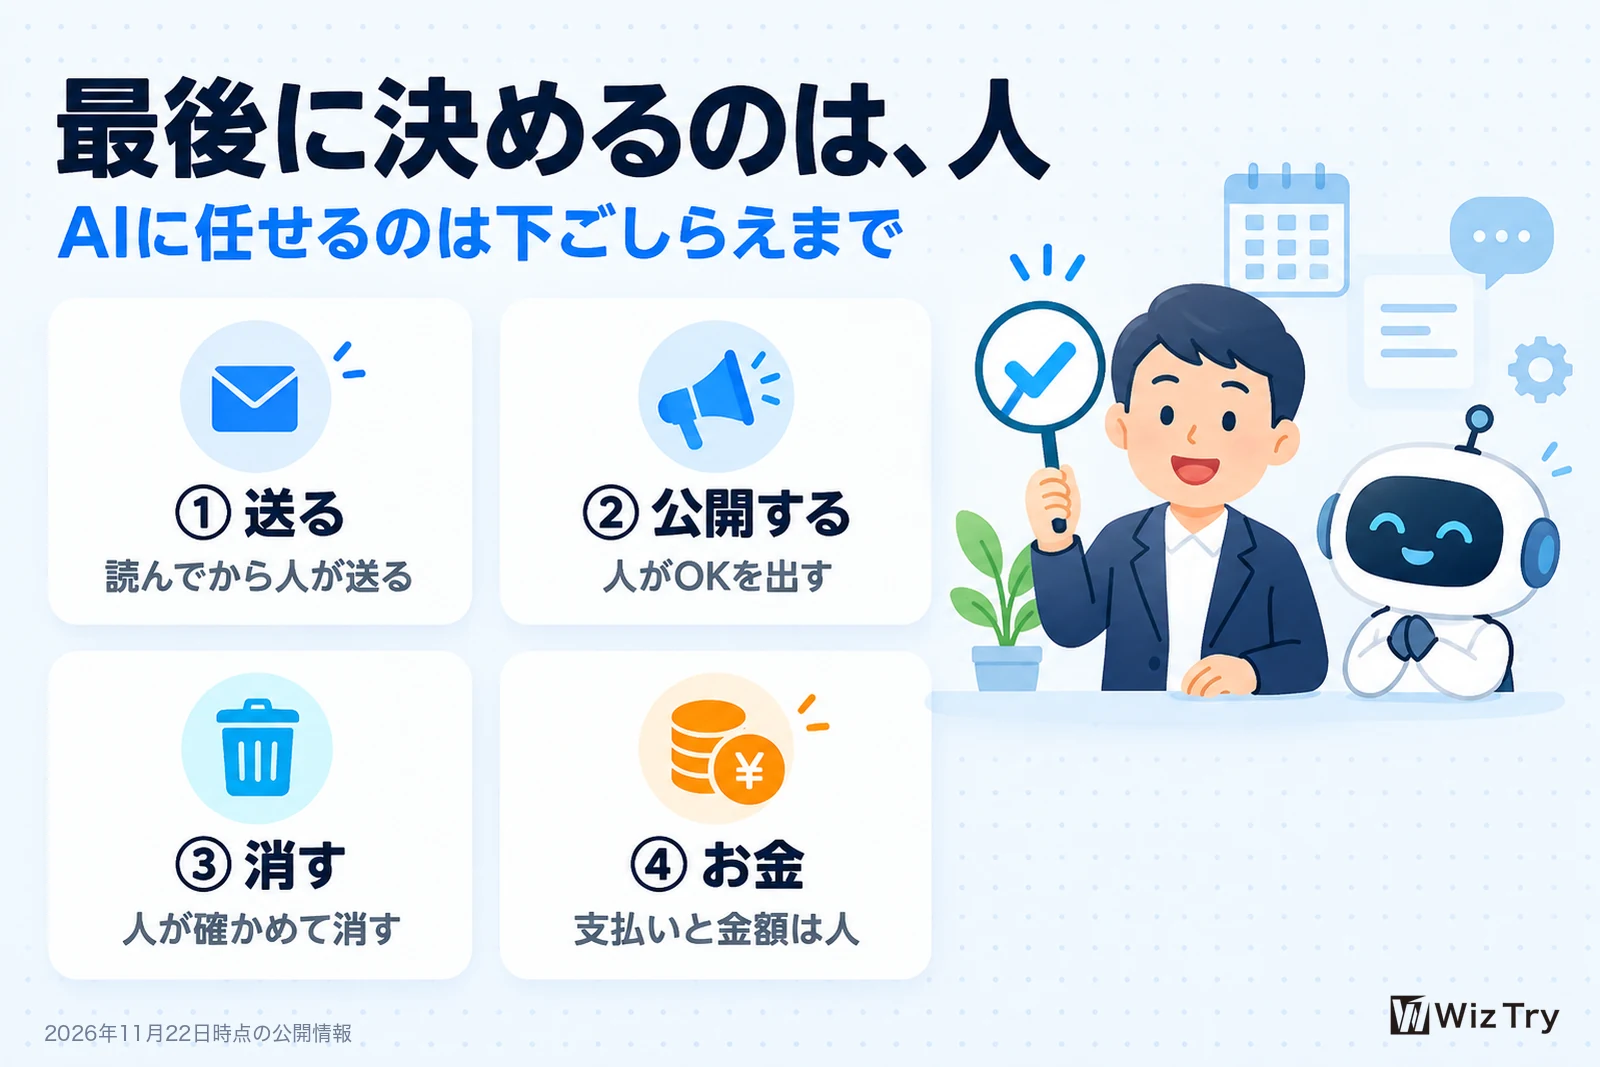 最後に決めるのは、人
AIに任せるのは下ごしらえまで
① 送る
読んでから人が送る
② 公開する
人がOKを出す
③ 消す
人が確かめて消す
④ お金
支払いと金額は人
¥
2026年11月22日時点の公開情報
Wiz Try